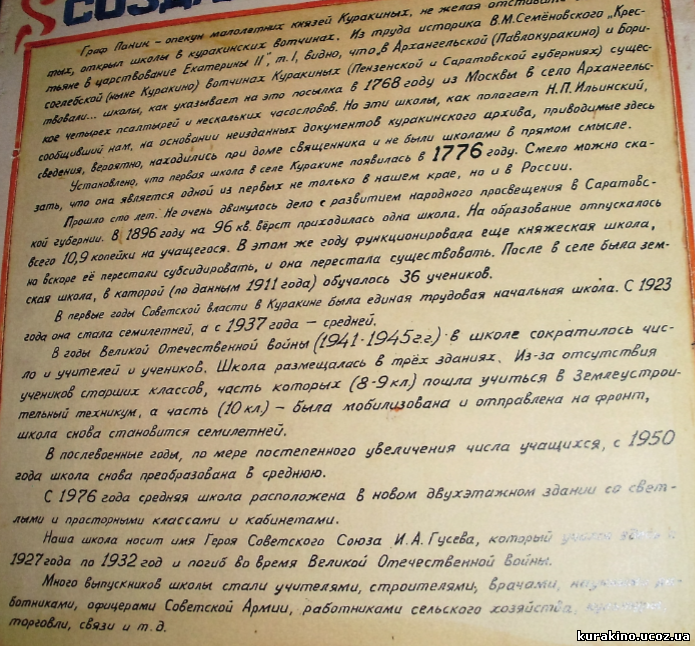 СОЗДА
Граф Панин - опекун малолетних князей Куракиных, не желая отставать
тых, открыл школы в куракинских вотчинах. Из труда историка В.М.Семёновского „Крес-
тьяне в царствование Екатерины II", т. I, видно, что „в Архангельской (Павлокуракино) и Бори-
соглебской (ныне Куракино) вотчинах Куракиных (Пензенской и Саратовской губерниях) сущес-
твовали... школы, как указывает на это посылка в 1768 году из Москвы в село Архангельс-
кое четырех псалтырей и нескольких часословов. Но эти школы, как полагает Н.П.Ильинский,
сообщивший нам, на основании неизданных документов куракинского архива, приводимые здесь
сведения, вероятно, находились при доме священника и не были школами в прямом смысле.
Установлено, что первая школа в селе Куракине появилась в 1776 году. Смело можно ска-
зать, что она является одной из первых не только в нашем крае, но и в России.
Прошло сто лет. Не очень двинулось дело с развитием народного просвещения в Саратовс-
кой губернии. В 1896 году на 96 кв. вёрст приходилась одна школа. На образование отпускалось
всего 10,9 копейки на учащегося. В этом же году функционировала еще княжеская школа,
но вскоре её перестали субсидировать, и она перестала существовать. После в селе была зем-
ская школа, в которой (по данным 1911 года) обучалось 36 учеников.
В первые годы Советской власти в Куракине была единая трудовая начальная школа. С 1923
года она стала семилетней, а с 1937 года – средней.
В годы Великой Отечественной войны (1941-1945 г.г.) в школе сократилось чис-
ло и учителей и учеников. Школа размещалась в трёх зданиях. Из-за отсутствия
учеников старших классов, часть которых (8-9 кл.) пошла учиться в Землеустрои-
тельный техникум, а часть (10 кл.) – была мобилизована и отправлена на фронт,
школа снова становится семилетней.
В послевоенные годы, по мере постепенного увеличения числа учащихся, с 1950
года школа снова преобразована в среднюю.
С 1976 года средняя школа расположена в новом двухэтажном здании со свет-
лыми и просторными классами и кабинетами.
Наша школа носит имя Героя Советского Союза И.А.Гусева, который
1927 года по 1932 год и погиб во время Великой Отечественной войны.
Много выпускников школы стали учителями, строителями, врачами,
ботниками, офицерами Советской Армии, работниками сельского хозяйства,
торговли, связи и т.д.
kurakino.ucoz.ua